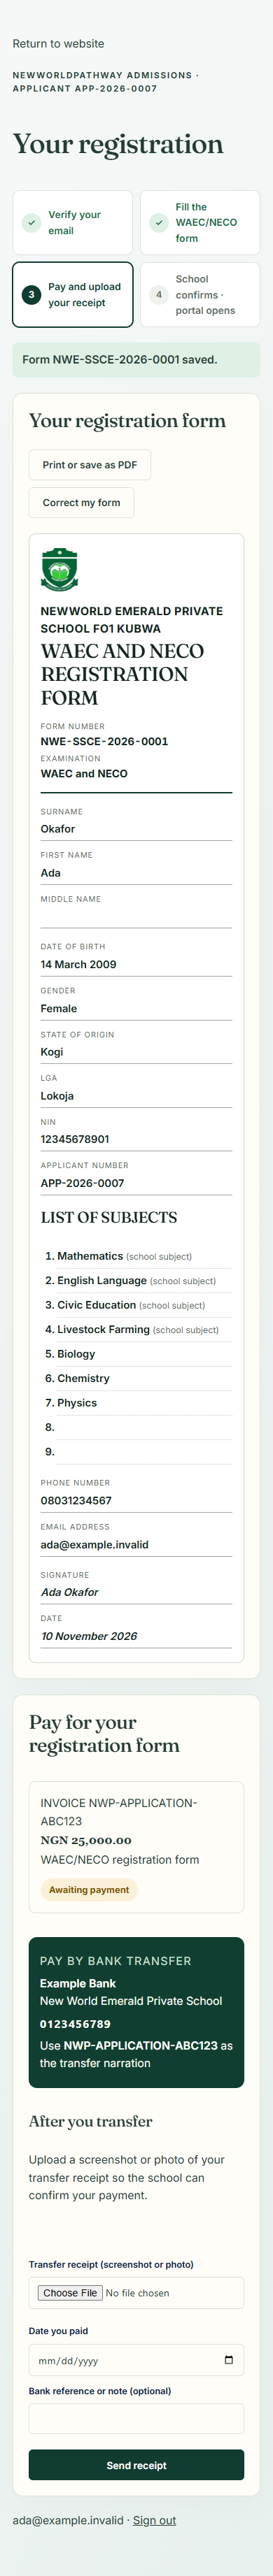 Return to website
NEWWORLDPATHWAY ADMISSIONS ·
APPLICANT APP-2026-0007
Your registration
✓ Verify your
email
✓ Fill the
WAEC/NECO
form
3 Pay and upload
your receipt
4 School
confirms ·
portal opens
Form NWE-SSCE-2026-0001 saved.
Your registration form
Print or save as PDF
Correct my form
NEWWORLD EMERALD PRIVATE
SCHOOL FO1 KUBWA
WAEC AND NECO
REGISTRATION
FORM
FORM NUMBER
NWE-SSCE-2026-0001
EXAMINATION
WAEC and NECO
SURNAME
Okafor
FIRST NAME
Ada
MIDDLE NAME
DATE OF BIRTH
14 March 2009
GENDER
Female
STATE OF ORIGIN
Kogi
LGA
Lokoja
NIN
12345678901
APPLICANT NUMBER
APP-2026-0007
LIST OF SUBJECTS
1. Mathematics (school subject)
2. English Language (school subject)
3. Civic Education (school subject)
4. Livestock Farming (school subject)
5. Biology
6. Chemistry
7. Physics
8.
9.
PHONE NUMBER
08031234567
EMAIL ADDRESS
ada@example.invalid
SIGNATURE
Ada Okafor
DATE
10 November 2026
Pay for your
registration form
INVOICE NWP-APPLICATION-
ABC123
NGN 25,000.00
WAEC/NECO registration form
Awaiting payment
PAY BY BANK TRANSFER
Example Bank
New World Emerald Private School
0123456789
Use NWP-APPLICATION-ABC123 as
the transfer narration
After you transfer
Upload a screenshot or photo of your
transfer receipt so the school can
confirm your payment.
Transfer receipt (screenshot or photo)
Choose File No file chosen
Date you paid
mm/dd/yyyy
Bank reference or note (optional)
Send receipt
ada@example.invalid · Sign out